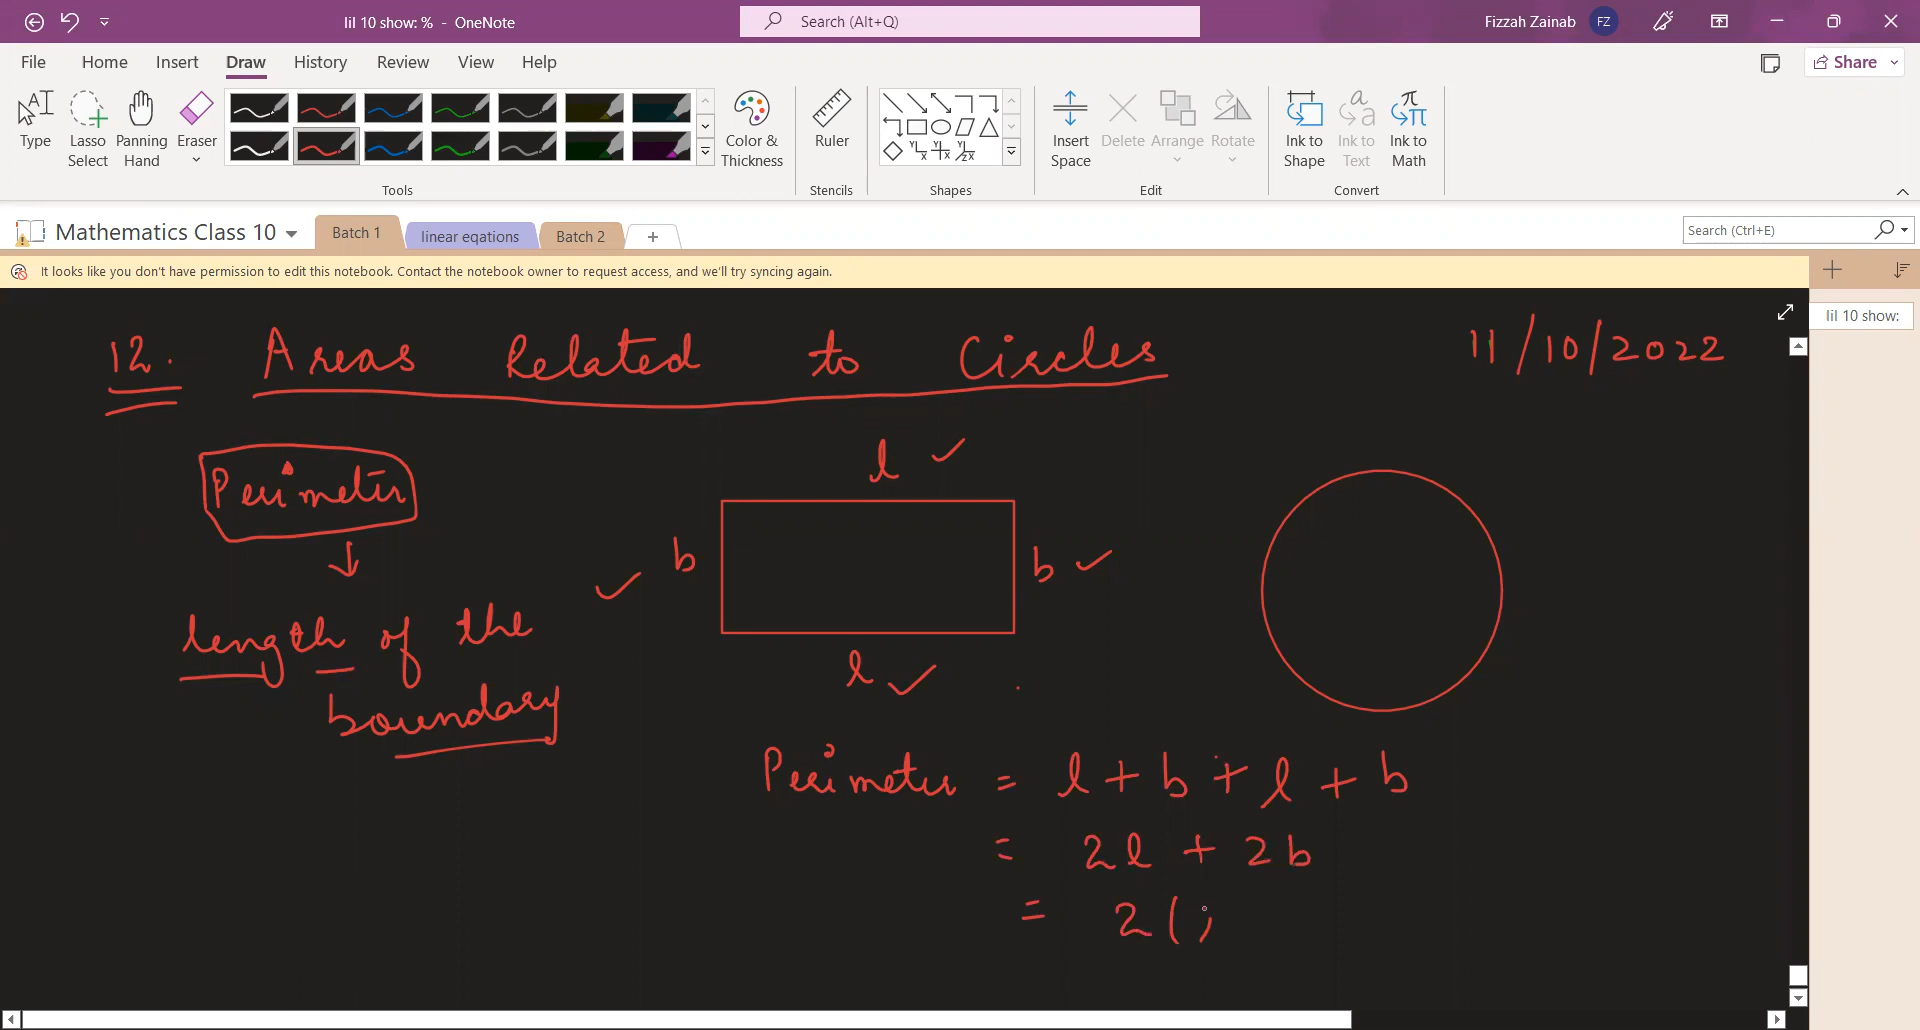 lil 10 show: % - OneNote
Search (Alt+Q)
Fizzah Zainab
FZ
File Home Insert Draw History Review View Help
Share
Type
Lasso Select
Panning Hand
Eraser
Color & Thickness
Ruler
Insert Space
Delete
Arrange
Rotate
Ink to Shape
Ink to Text
Ink to Math
Tools
Stencils
Shapes
Edit
Convert
Mathematics Class 10
Batch 1
linear eqations
Batch 2
Search (Ctrl+E)
It looks like you don't have permission to edit this notebook. Contact the notebook owner to request access, and we'll try syncing again.
lil 10 show:
12. Areas Related to Circles
11/10/2022
Perimeter
length of the
boundary
l
b
b
l
Perimeter = l + b + l + b
= 2l + 2b
= 2(